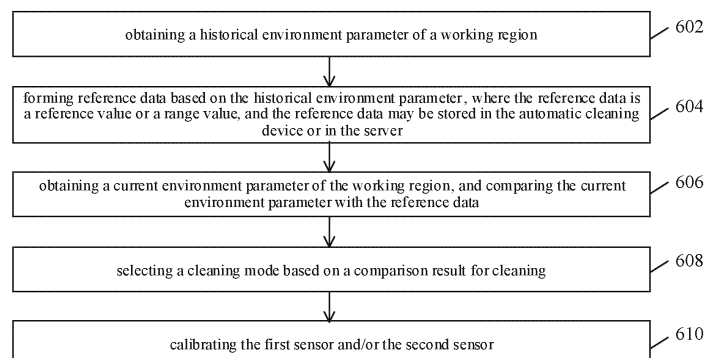 obtaining a historical environment parameter of a working region
602
forming reference data based on the historical environment parameter, where the reference data is
a reference value or a range value, and the reference data may be stored in the automatic cleaning
device or in the server
604
obtaining a current environment parameter of the working region, and comparing the current
environment parameter with the reference data
606
selecting a cleaning mode based on a comparison result for cleaning
608
calibrating the first sensor and/or the second sensor
610